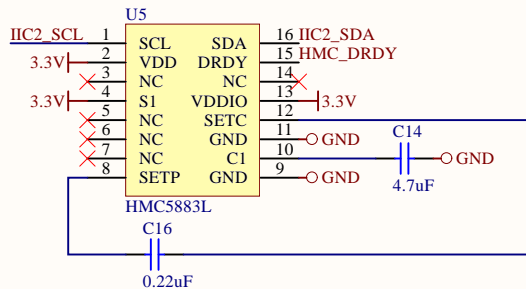 U5
IIC2_SCL 1 SCL SDA 16 IIC2_SDA
3.3V 2 VDD DRDY 15 HMC_DRDY
3 NC NC 14
3.3V 4 S1 VDDIO 13 3.3V
5 NC SETC 12
6 NC GND 11 GND
7 NC C1 10 C14 GND
8 SETP GND 9 GND
4.7uF
HMC5883L
C16
0.22uF